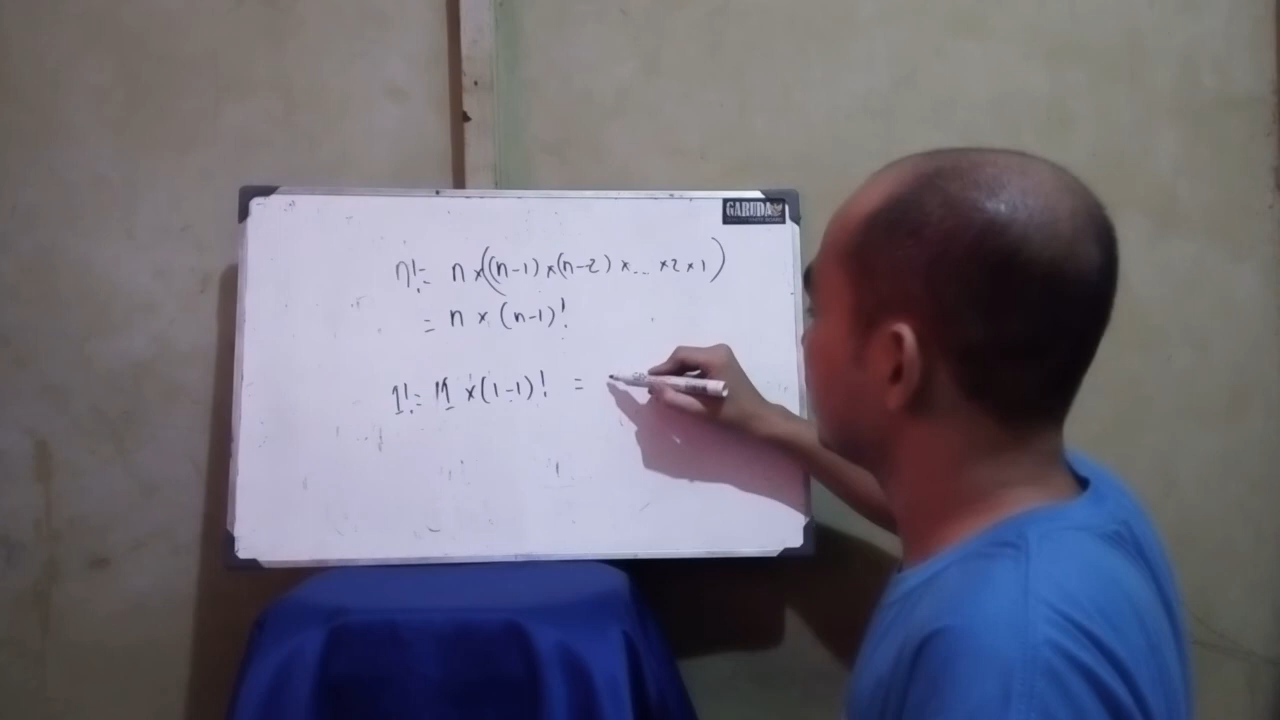 GARUDA
n! = n×((n-1)×(n-2)×...×2×1)
= n×(n-1)!
1! = 1×(1-1)! =